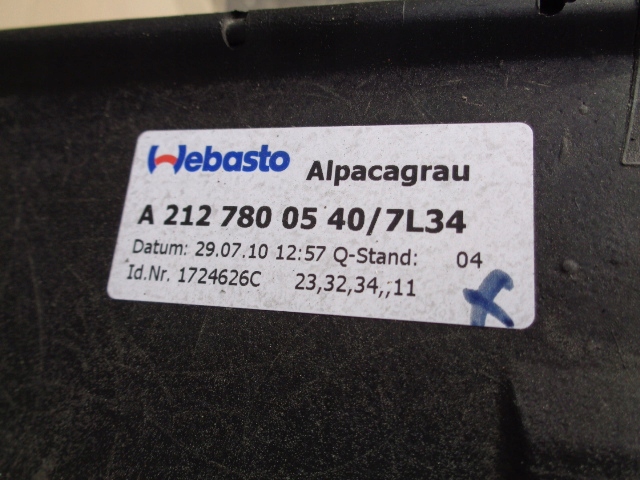 Webasto Alpacagrau
A 212 780 05 40/7L34
Datum: 29.07.10 12:57 Q-Stand: 04
Id.Nr. 1724626C 23,32,34,,11